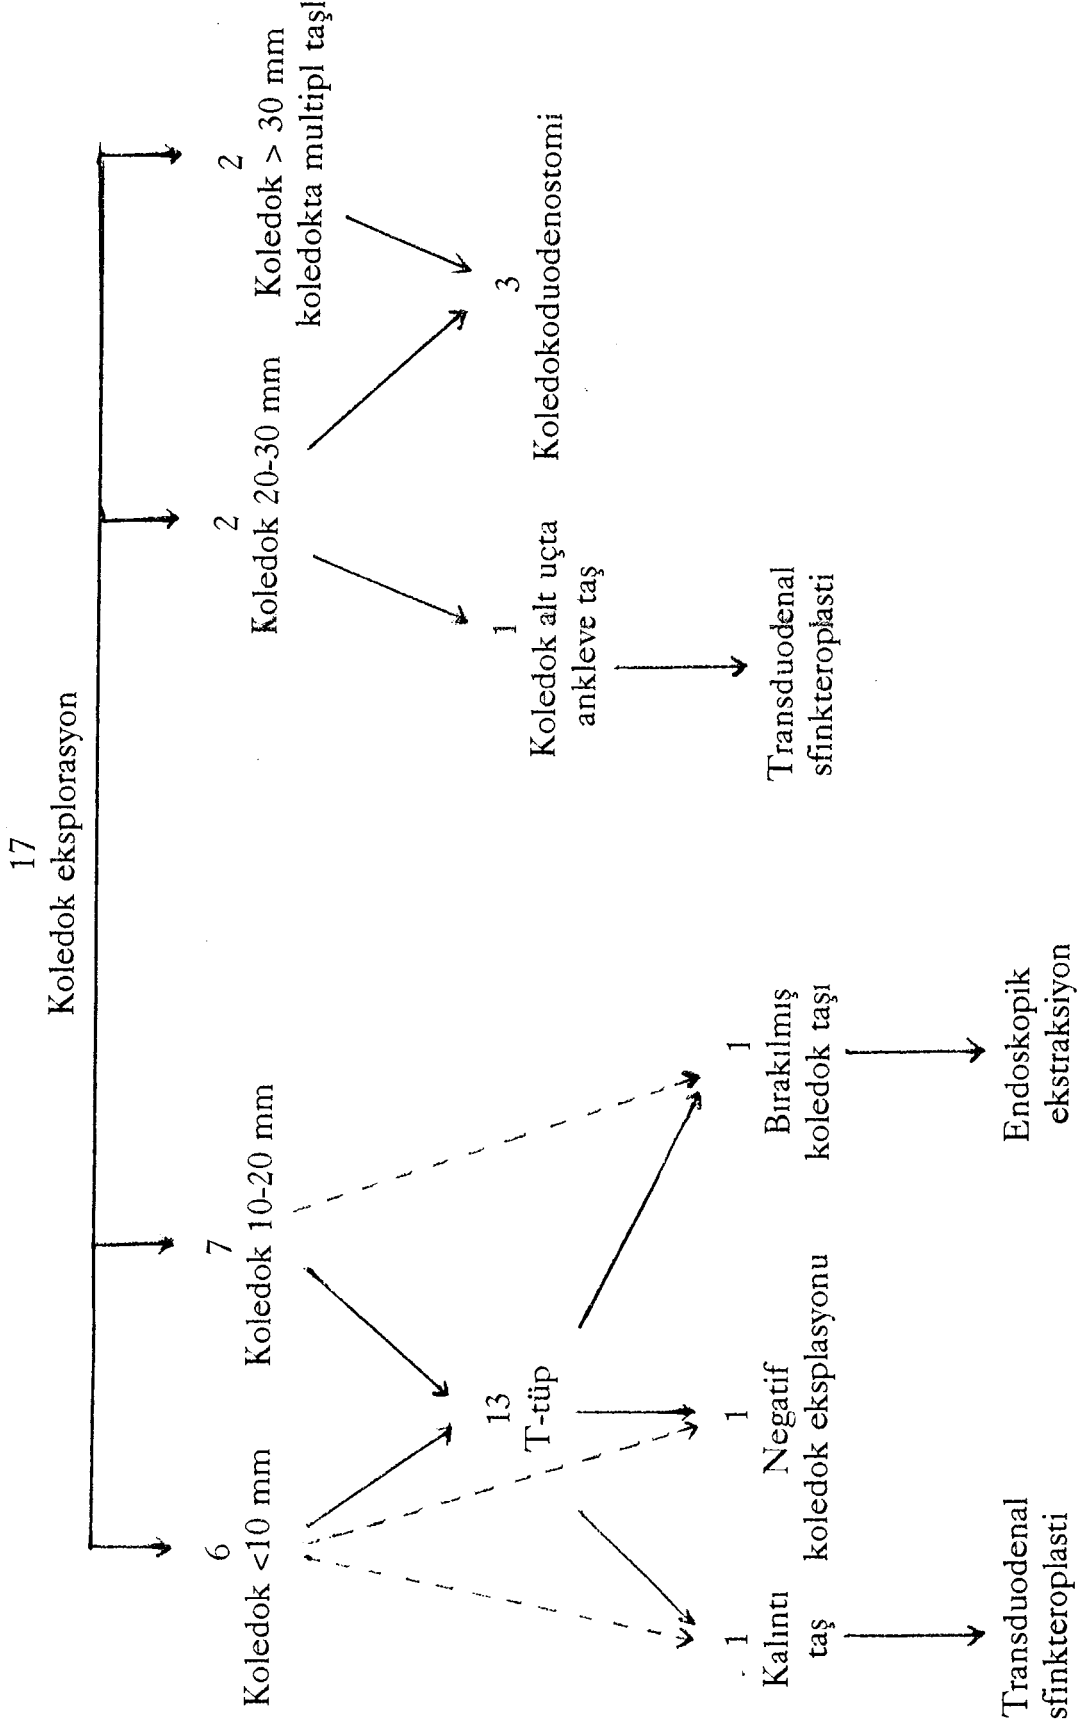 17
Koledok eksplorasyon
6
Koledok <10 mm
7
Koledok 10-20 mm
2
Koledok 20-30 mm
2
Koledok > 30 mm
koledokta multipl taşl
13
T-tüp
1
Koledok alt uçta
ankleve taş
3
Koledokoduodenostomi
1
Kalıntı
taş
1
Negatif
koledok eksplasyonu
1
Bırakılmış
koledok taşı
Transduodenal
sfinkteroplasti
Transduodenal
sfinkteroplasti
Endoskopik
ekstraksiyon